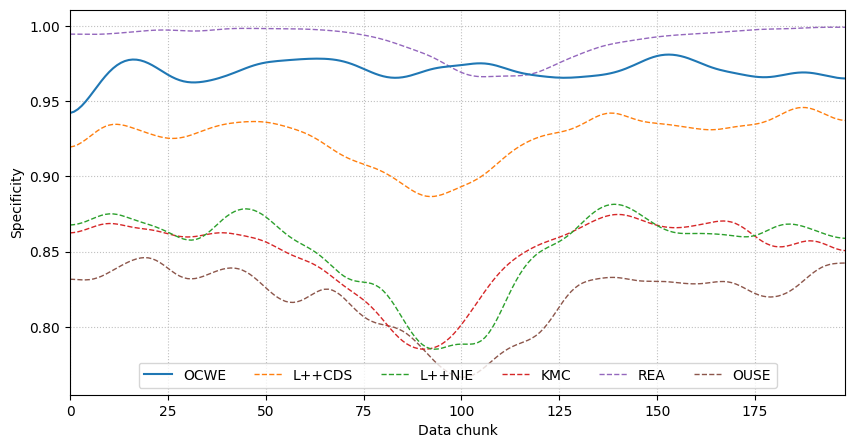 1.00
0.95
0.90
0.85
0.80
Specificity
OCWE L++CDS L++NIE KMC REA OUSE
0 25 50 75 100 125 150 175
Data chunk